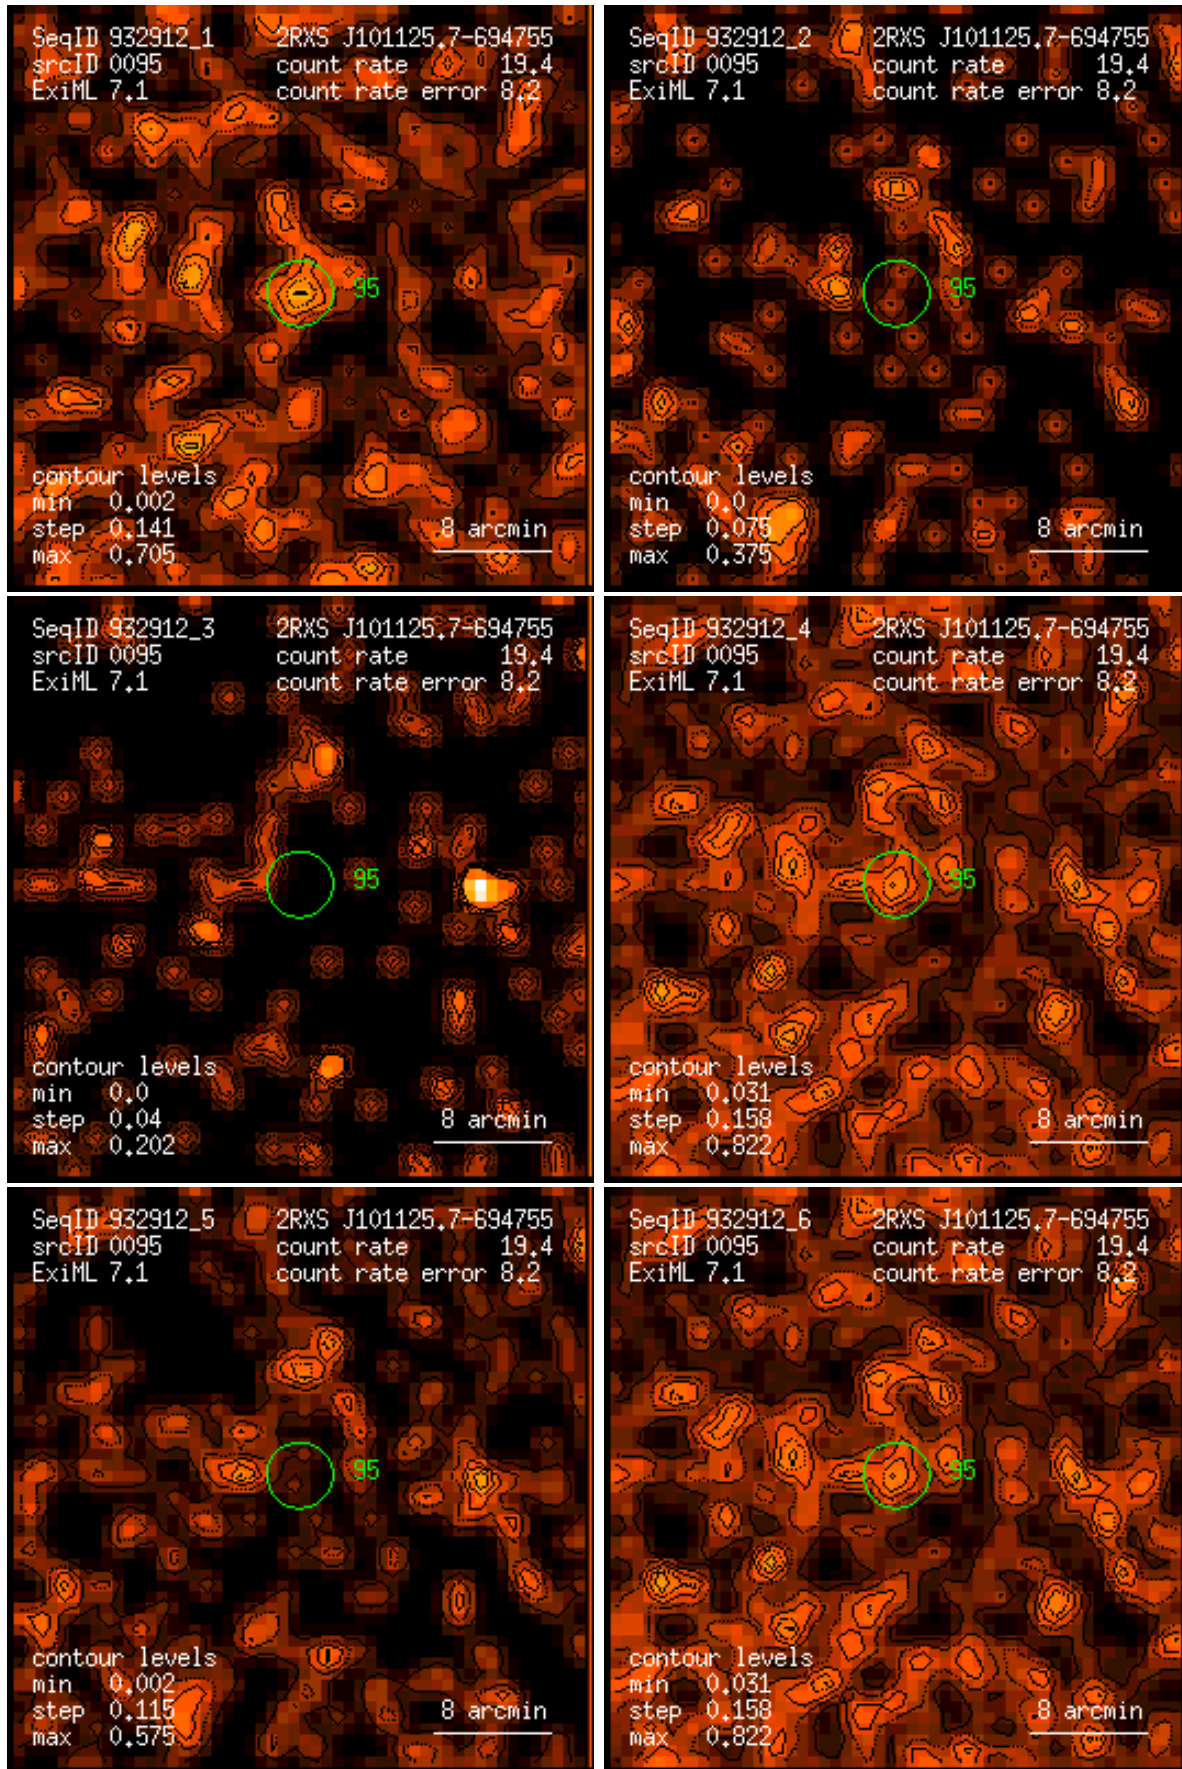 SeqID 932912_1 2RXS J101125.7-694755
srcID 0095 count rate 19.4
ExiML 7.1 count rate error 8.2
95
contour levels
min 0.002
step 0.141 8 arcmin
max 0.705
SeqID 932912_2 2RXS J101125.7-694755
srcID 0095 count rate 19.4
ExiML 7.1 count rate error 8.2
95
contour levels
min 0.0
step 0.075 8 arcmin
max 0.375
SeqID 932912_3 2RXS J101125.7-694755
srcID 0095 count rate 19.4
ExiML 7.1 count rate error 8.2
95
contour levels
min 0.0
step 0.04 8 arcmin
max 0.202
SeqID 932912_4 2RXS J101125.7-694755
srcID 0095 count rate 19.4
ExiML 7.1 count rate error 8.2
95
contour levels
min 0.031
step 0.158 8 arcmin
max 0.822
SeqID 932912_5 2RXS J101125.7-694755
srcID 0095 count rate 19.4
ExiML 7.1 count rate error 8.2
95
contour levels
min 0.002
step 0.115 8 arcmin
max 0.575
SeqID 932912_6 2RXS J101125.7-694755
srcID 0095 count rate 19.4
ExiML 7.1 count rate error 8.2
95
contour levels
min 0.031
step 0.158 8 arcmin
max 0.822